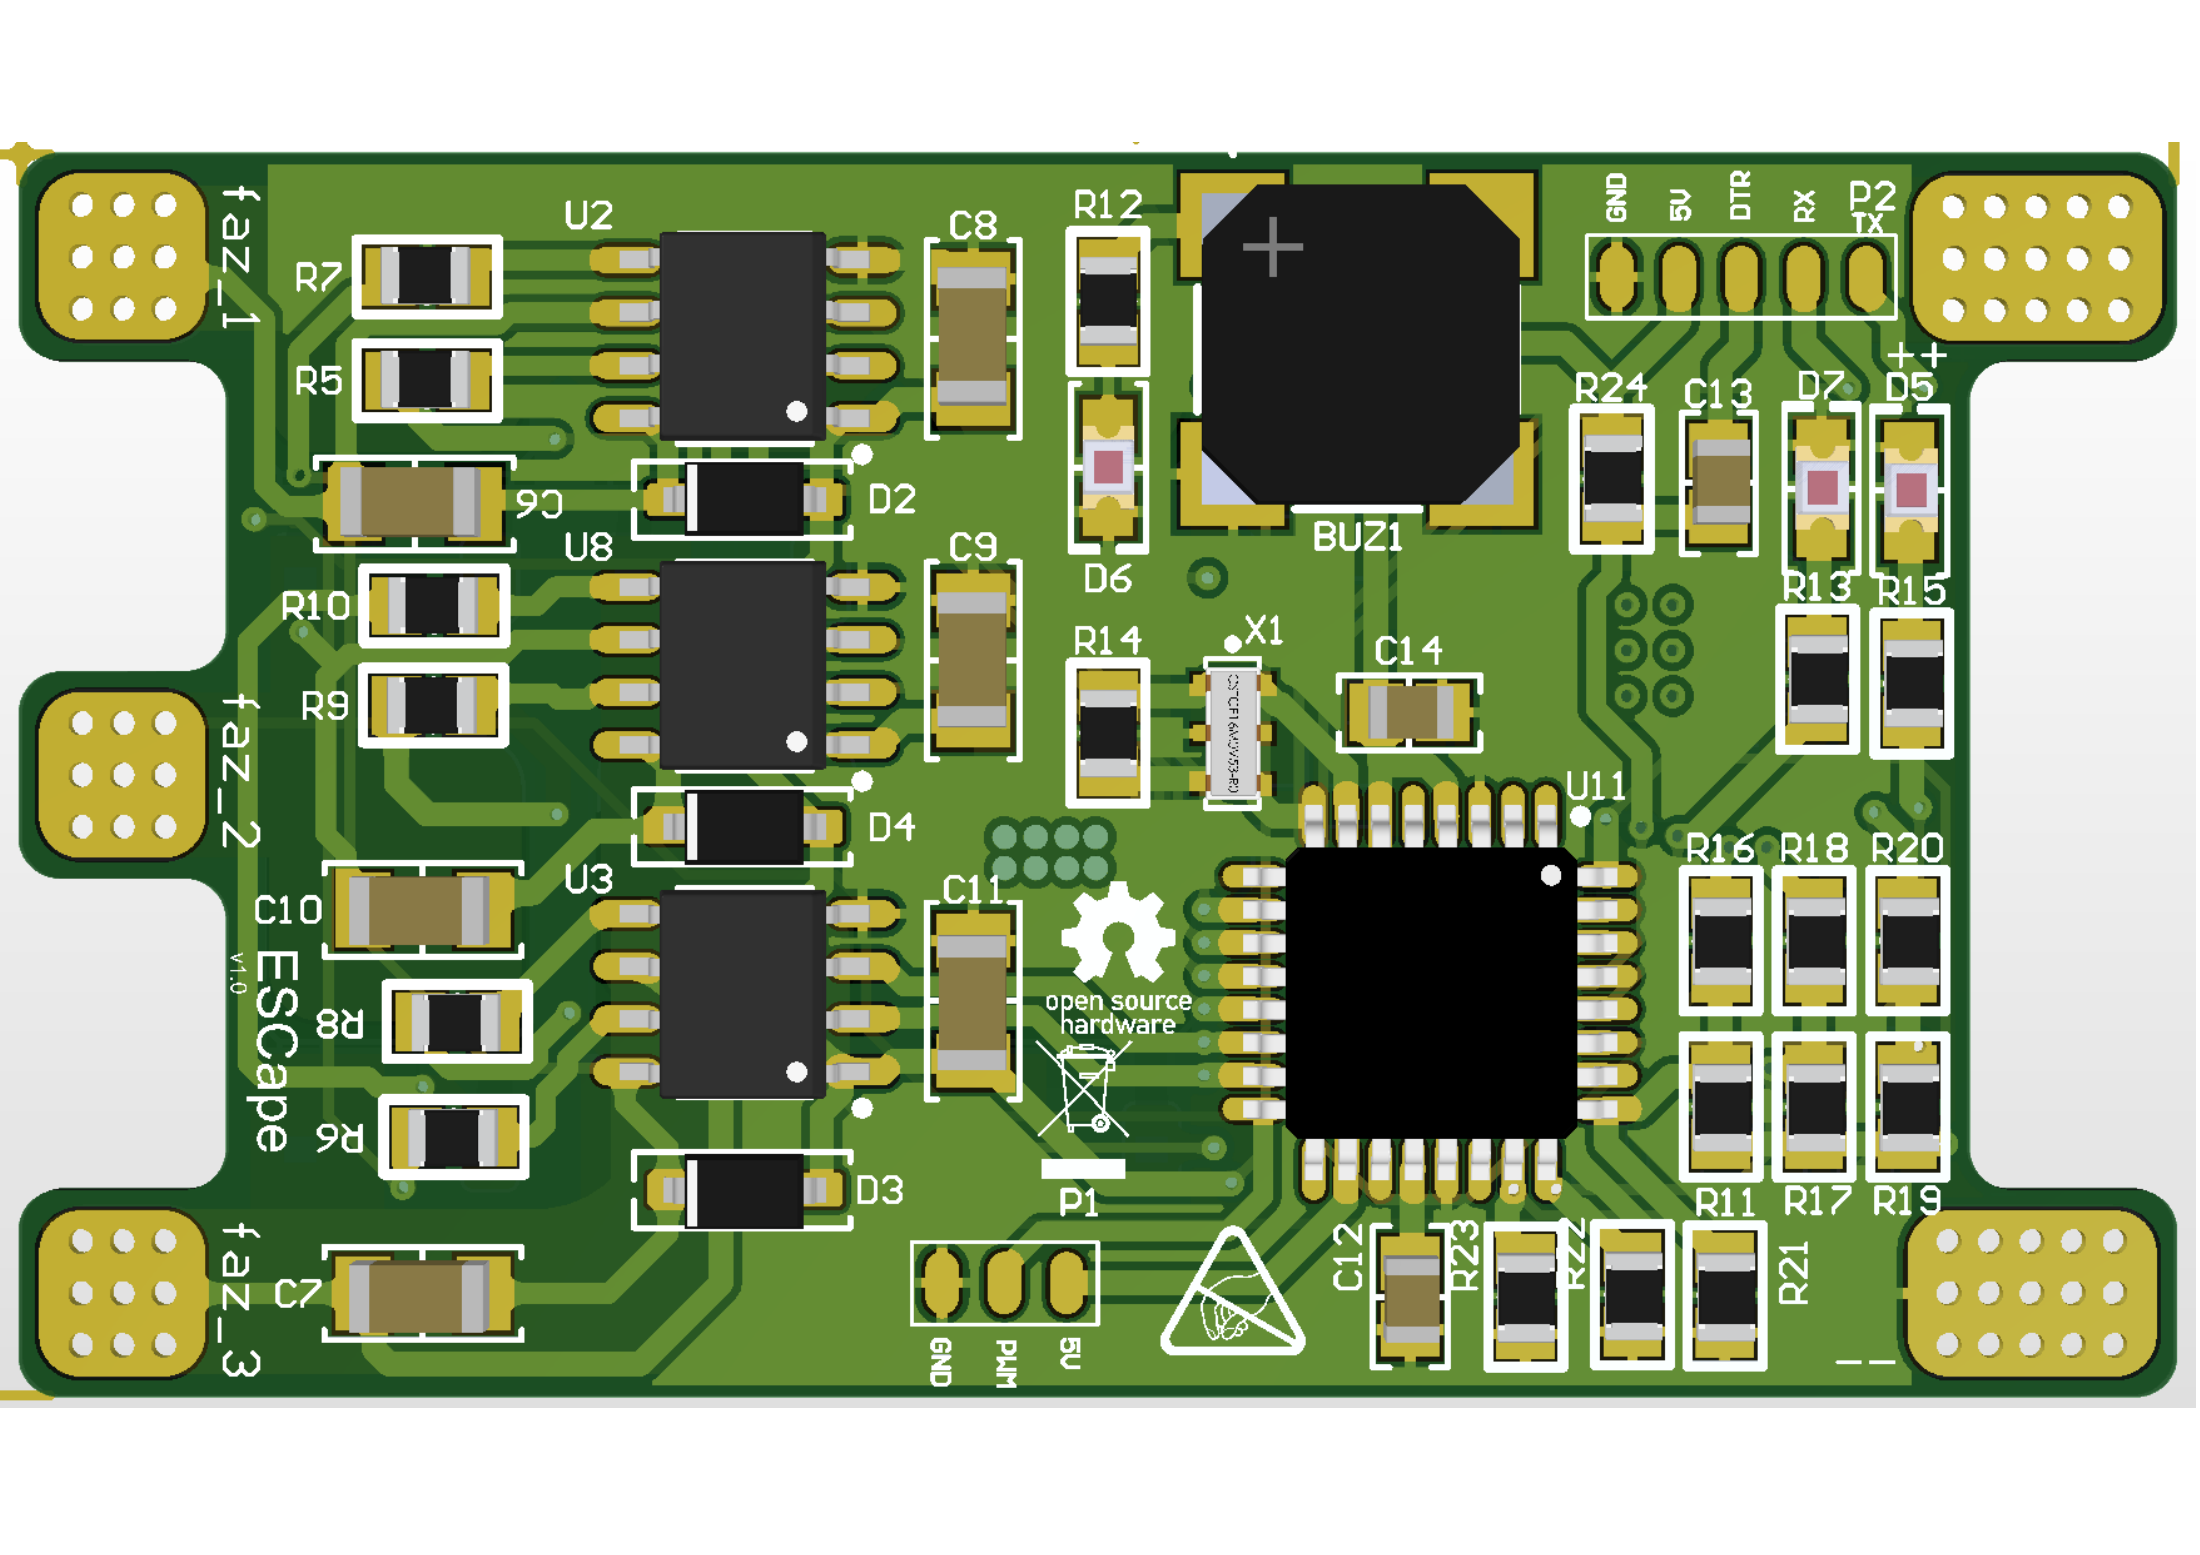 faz_1
U2
C8
R12
GND
5V
DTR
RX
P2
TX
R7
R5
++
R24
C13
D7
D5
C6
D2
BUZ1
U8
C9
D6
R10
R13
R15
X1
R14
C14
R9
faz_2
U11
D4
R16
R18
R20
U3
C11
C10
v1.0
ESCape
open source
hardware
R8
R6
D3
P1
R11
R17
R19
C12
R23
R22
R21
faz_3
C7
GND
PWM
5V
--